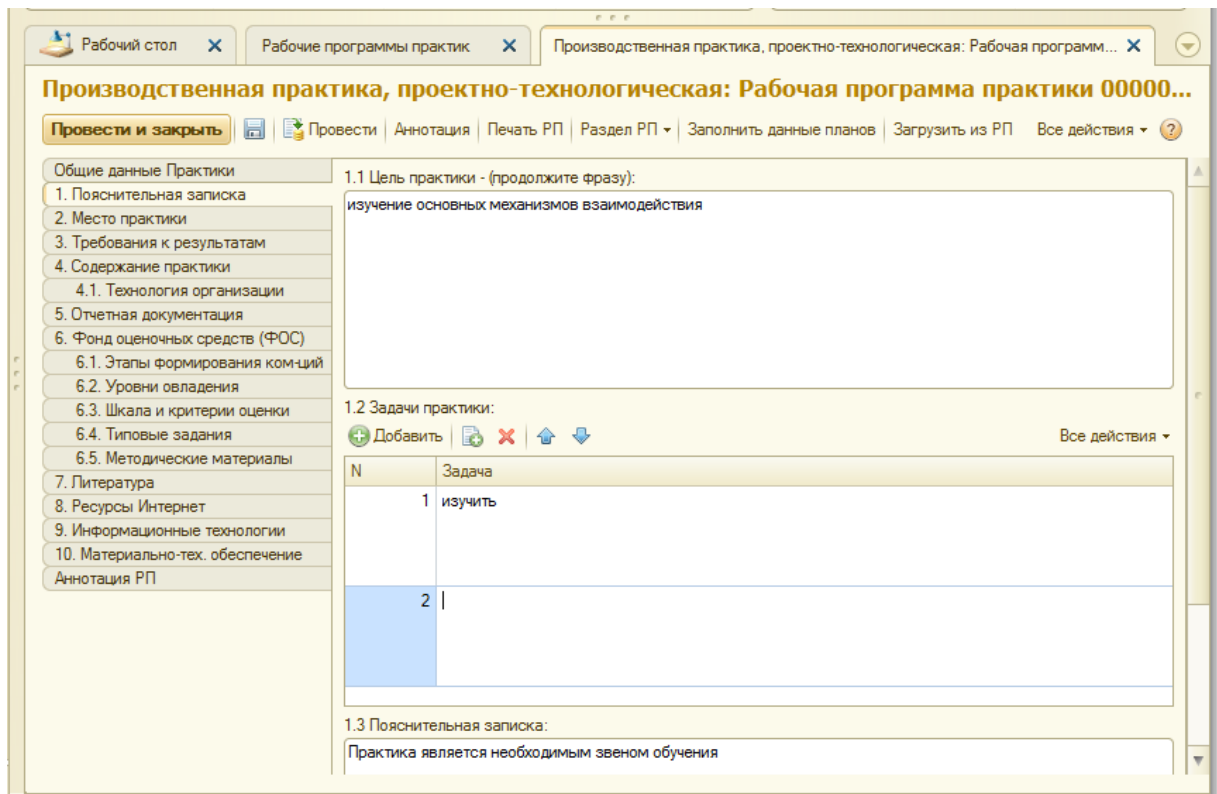 Рабочий стол Рабочие программы практик Производственная практика, проектно-технологическая: Рабочая программ...
Производственная практика, проектно-технологическая: Рабочая программа практики 00000...
Провести и закрыть Провести Аннотация Печать РП Раздел РП Заполнить данные планов Загрузить из РП Все действия ?
Общие данные Практики
1. Пояснительная записка
2. Место практики
3. Требования к результатам
4. Содержание практики
4.1. Технология организации
5. Отчетная документация
6. Фонд оценочных средств (ФОС)
6.1. Этапы формирования ком-ций
6.2. Уровни овладения
6.3. Шкала и критерии оценки
6.4. Типовые задания
6.5. Методические материалы
7. Литература
8. Ресурсы Интернет
9. Информационные технологии
10. Материально-тех. обеспечение
Аннотация РП
1.1 Цель практики - (продолжите фразу):
изучение основных механизмов взаимодействия
1.2 Задачи практики:
Добавить Все действия
N Задача
1 изучить
2
1.3 Пояснительная записка:
Практика является необходимым звеном обучения